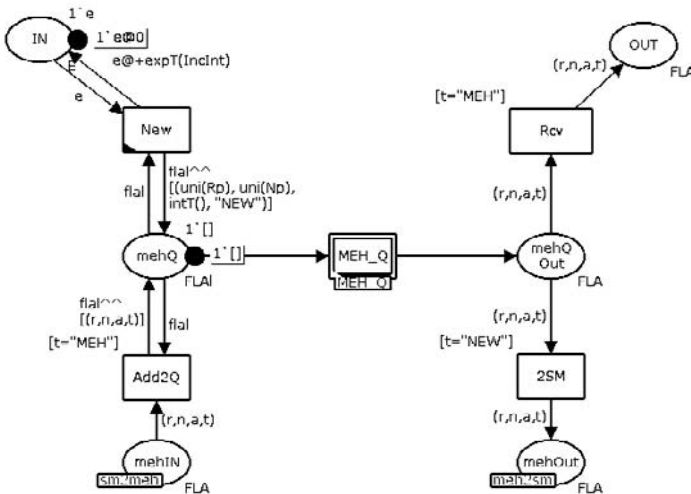 1`e
IN
1`e@0
e@+expT(IncInt)
E
e
New
flal
flal^^
[(uni(Rp), uni(Np),
intT(), "NEW")]
1`[]
mehQ
1`[]
FLAl
MEH_Q
MEH_Q
flal^^
[(r,n,a,t)]
flal
[t="MEH"]
Add2Q
(r,n,a,t)
mehIN
sm2meh
FLA
OUT
FLA
(r,n,a,t)
[t="MEH"]
Rcv
(r,n,a,t)
mehQ
Out
FLA
(r,n,a,t)
[t="NEW"]
2SM
(r,n,a,t)
mehOut
meh2sm
FLA